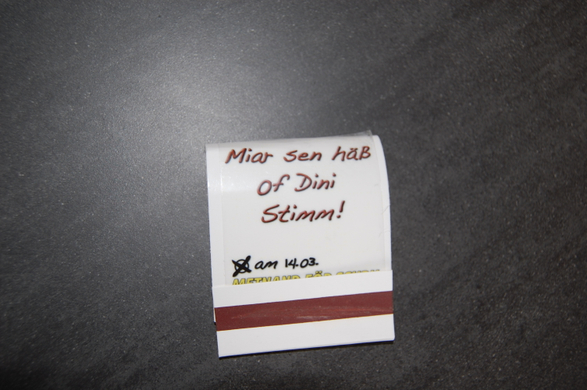 Miar sen häß
of Dini
Stimm!
am 14.03.